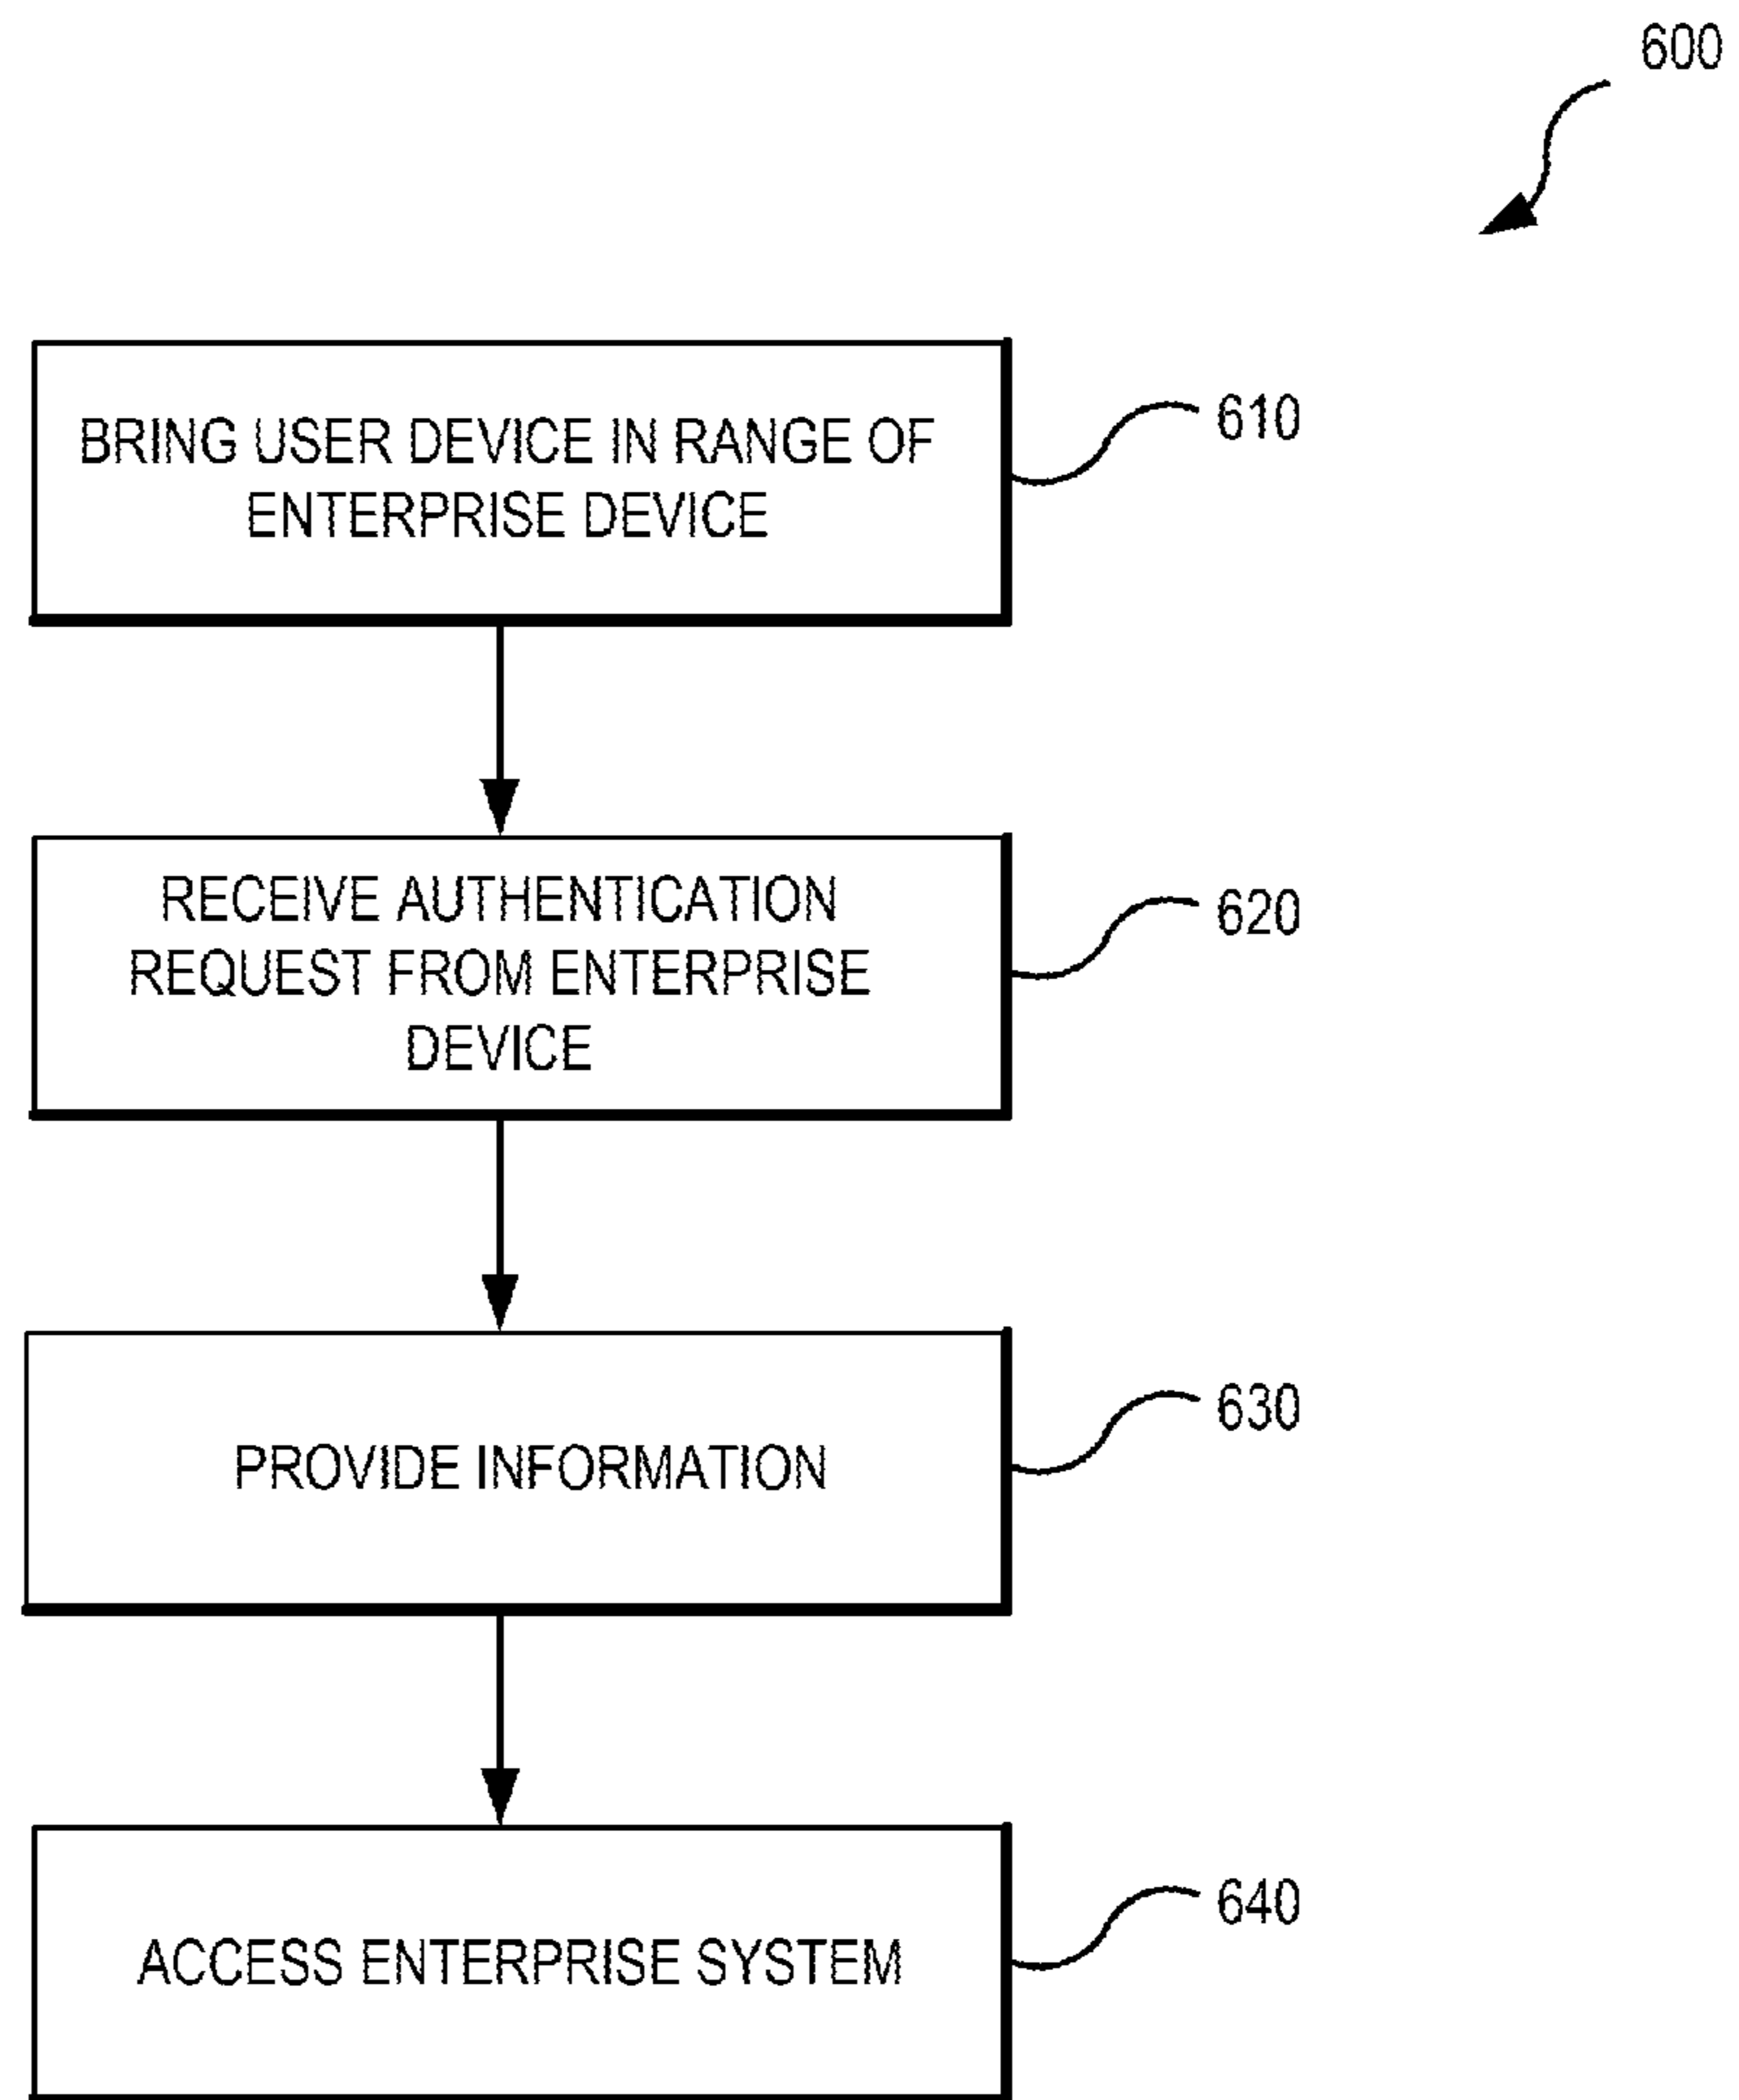 600
BRING USER DEVICE IN RANGE OF
ENTERPRISE DEVICE
610
RECEIVE AUTHENTICATION
REQUEST FROM ENTERPRISE
DEVICE
620
PROVIDE INFORMATION
630
ACCESS ENTERPRISE SYSTEM
640